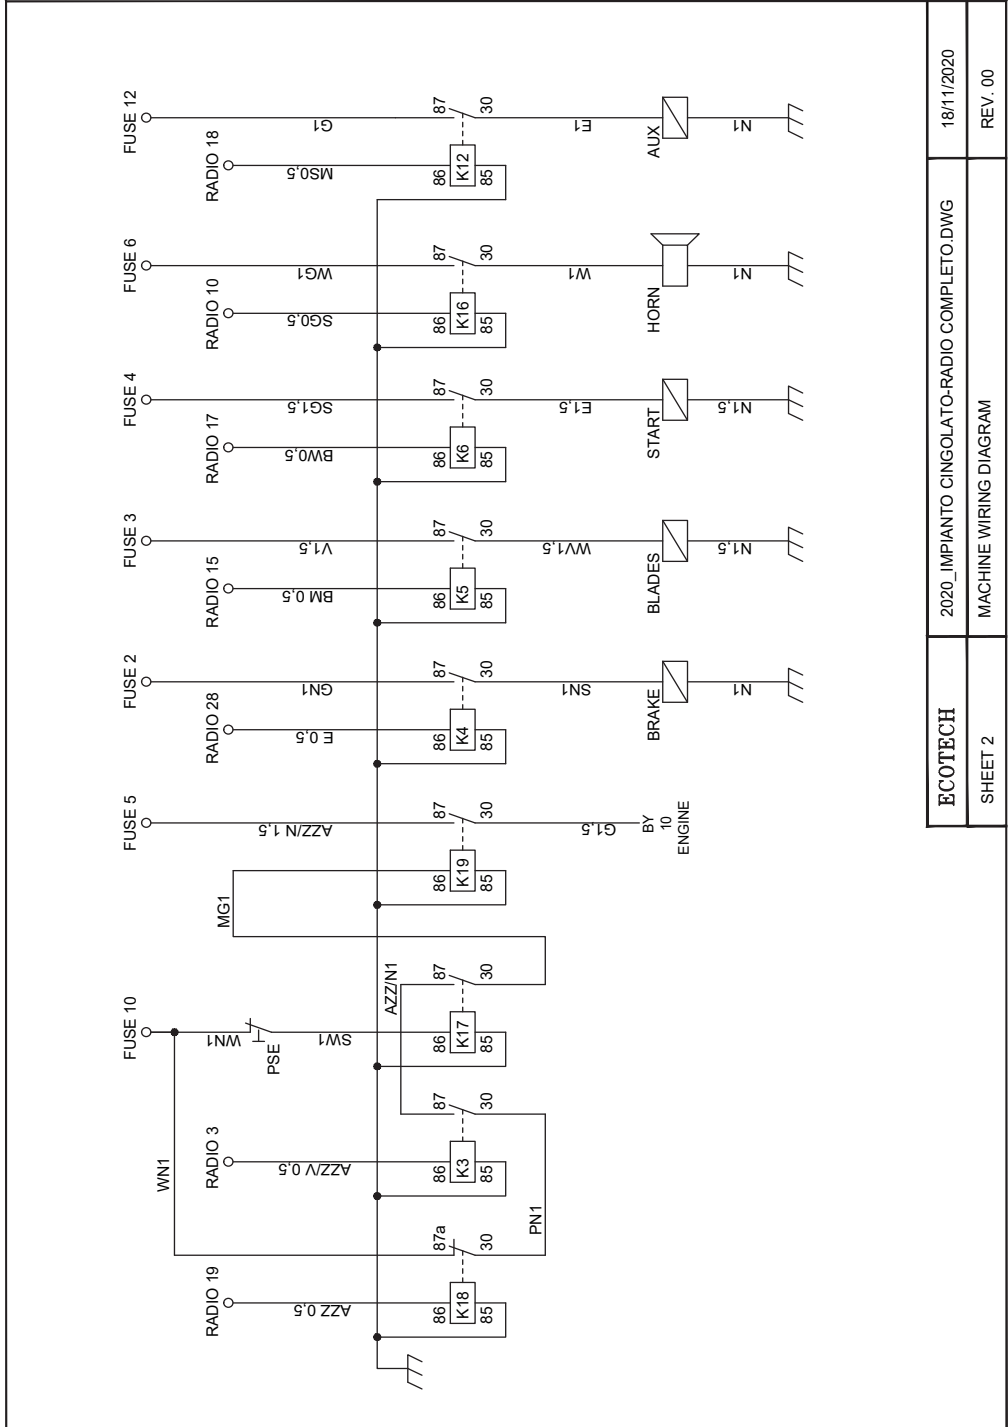 FUSE 10
FUSE 5
FUSE 2
FUSE 3
FUSE 4
FUSE 6
FUSE 12
RADIO 19
RADIO 3
RADIO 28
RADIO 15
RADIO 17
RADIO 10
RADIO 18
WN1
WN1
PSE
SW1
MG1
AZZ/N1
AZZ 0,5
AZZ/V 0,5
AZZ/N 1,5
E 0,5
GN1
BM 0,5
V1,5
BW0,5
SG1,5
SG0,5
WG1
MS0,5
G1
86 87a
K18
85 30
86 87
K3
85 30
86 87
K17
85 30
86 87
K19
85 30
86 87
K4
85 30
86 87
K5
85 30
86 87
K6
85 30
86 87
K16
85 30
86 87
K12
85 30
PN1
G1,5
SN1
WV1,5
E1,5
W1
E1
BY
10
ENGINE
BRAKE
BLADES
START
HORN
AUX
N1
N1,5
N1,5
N1
N1
ECOTECH
2020_IMPIANTO CINGOLATO-RADIO COMPLETO.DWG
18/11/2020
SHEET 2
MACHINE WIRING DIAGRAM
REV. 00